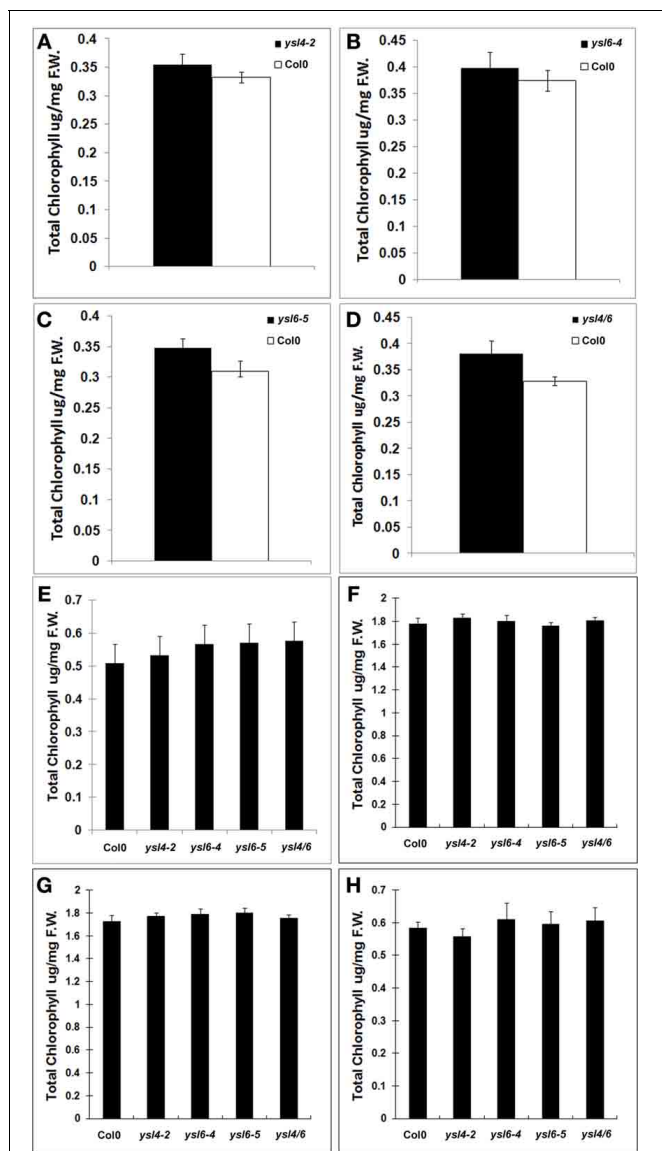 A
ysl4-2
Col0
Total Chlorophyll ug/mg F.W.
0.4
0.35
0.3
0.25
0.2
0.15
0.1
0.05
0
B
ysl6-4
Col0
Total Chlorophyll ug/mg F.W.
0.45
0.4
0.35
0.3
0.25
0.2
0.15
0.1
0.05
0
C
ysl6-5
Col0
Total Chlorophyll ug/mg F.W.
0.4
0.35
0.3
0.25
0.2
0.15
0.1
0.05
0
D
ysl4/6
Col0
Total Chlorophyll ug/mg F.W.
0.45
0.4
0.35
0.3
0.25
0.2
0.15
0.1
0.05
0
E
Total Chlorophyll ug/mg F.W.
0.7
0.6
0.5
0.4
0.3
0.2
0.1
0
Col0 ysl4-2 ysl6-4 ysl6-5 ysl4/6
F
Total Chlorophyll ug/mg F.W.
2
1.8
1.6
1.4
1.2
1
0.8
0.6
0.4
0.2
0
Col0 ysl4-2 ysl6-4 ysl6-5 ysl4/6
G
Total Chlorophyll ug/mg F.W.
2
1.8
1.6
1.4
1.2
1
0.8
0.6
0.4
0.2
0
Col0 ysl4-2 ysl6-4 ysl6-5 ysl4/6
H
Total Chlorophyll ug/mg F.W.
0.7
0.6
0.5
0.4
0.3
0.2
0.1
0
Col0 ysl4-2 ysl6-4 ysl6-5 ysl4/6